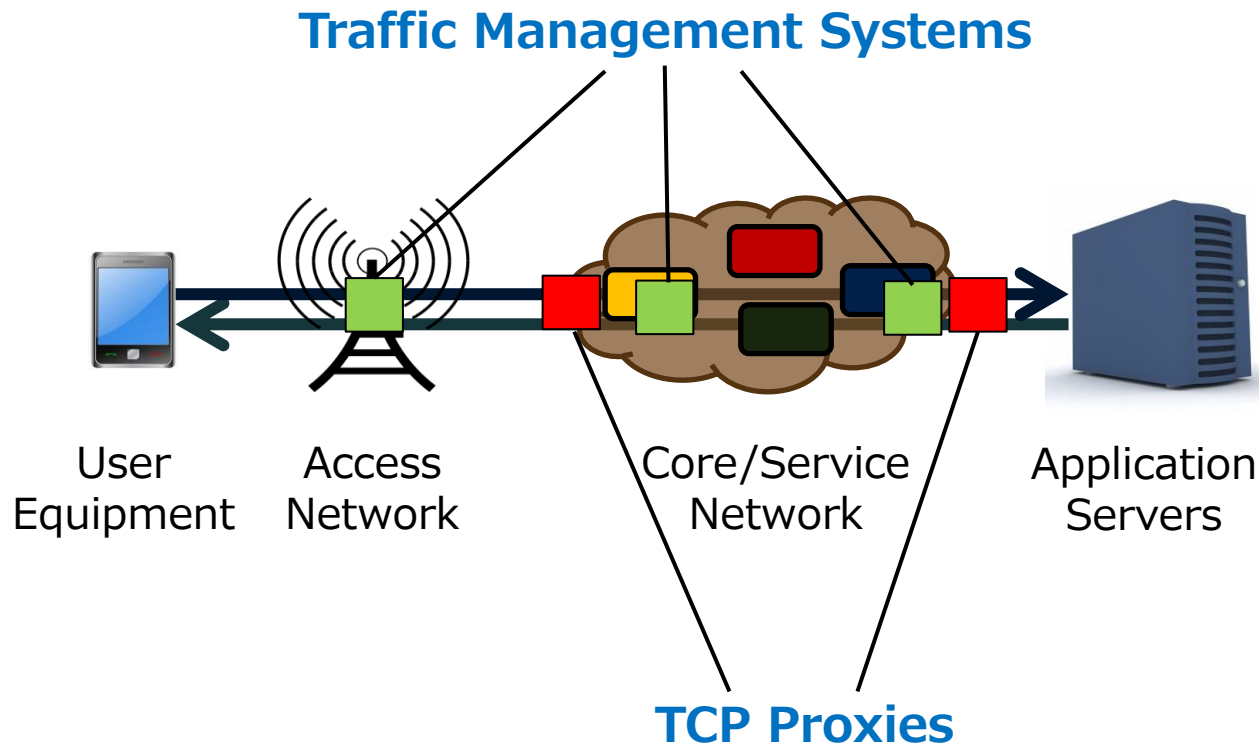 Traffic Management Systems
User
Equipment
Access
Network
Core/Service
Network
Application
Servers
TCP Proxies